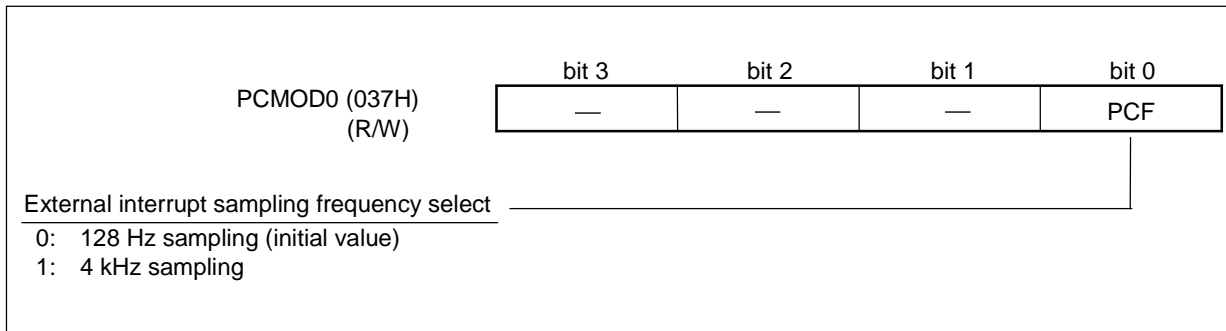 bit 3 bit 2 bit 1 bit 0
PCMOD0 (037H) — — — PCF
(R/W)
External interrupt sampling frequency select
0: 128 Hz sampling (initial value)
1: 4 kHz sampling